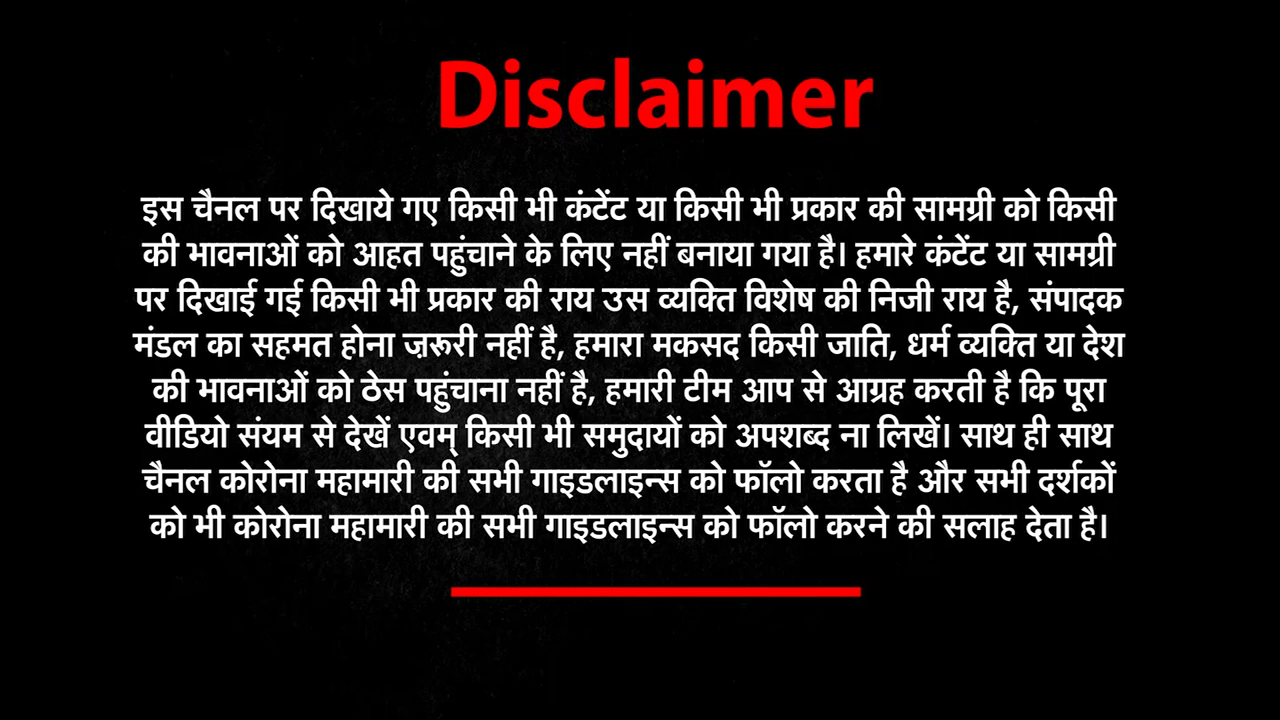 Disclaimer
इस चैनल पर दिखाये गए किसी भी कंटेंट या किसी भी प्रकार की सामग्री को किसी
की भावनाओं को आहत पहुंचाने के लिए नहीं बनाया गया है। हमारे कंटेंट या सामग्री
पर दिखाई गई किसी भी प्रकार की राय उस व्यक्ति विशेष की निजी राय है, संपादक
मंडल का सहमत होना ज़रूरी नहीं है, हमारा मकसद किसी जाति, धर्म व्यक्ति या देश
की भावनाओं को ठेस पहुंचाना नहीं है, हमारी टीम आप से आग्रह करती है कि पूरा
वीडियो संयम से देखें एवम् किसी भी समुदायों को अपशब्द ना लिखें। साथ ही साथ
चैनल कोरोना महामारी की सभी गाइडलाइन्स को फॉलो करता है और सभी दर्शकों
को भी कोरोना महामारी की सभी गाइडलाइन्स को फॉलो करने की सलाह देता है।